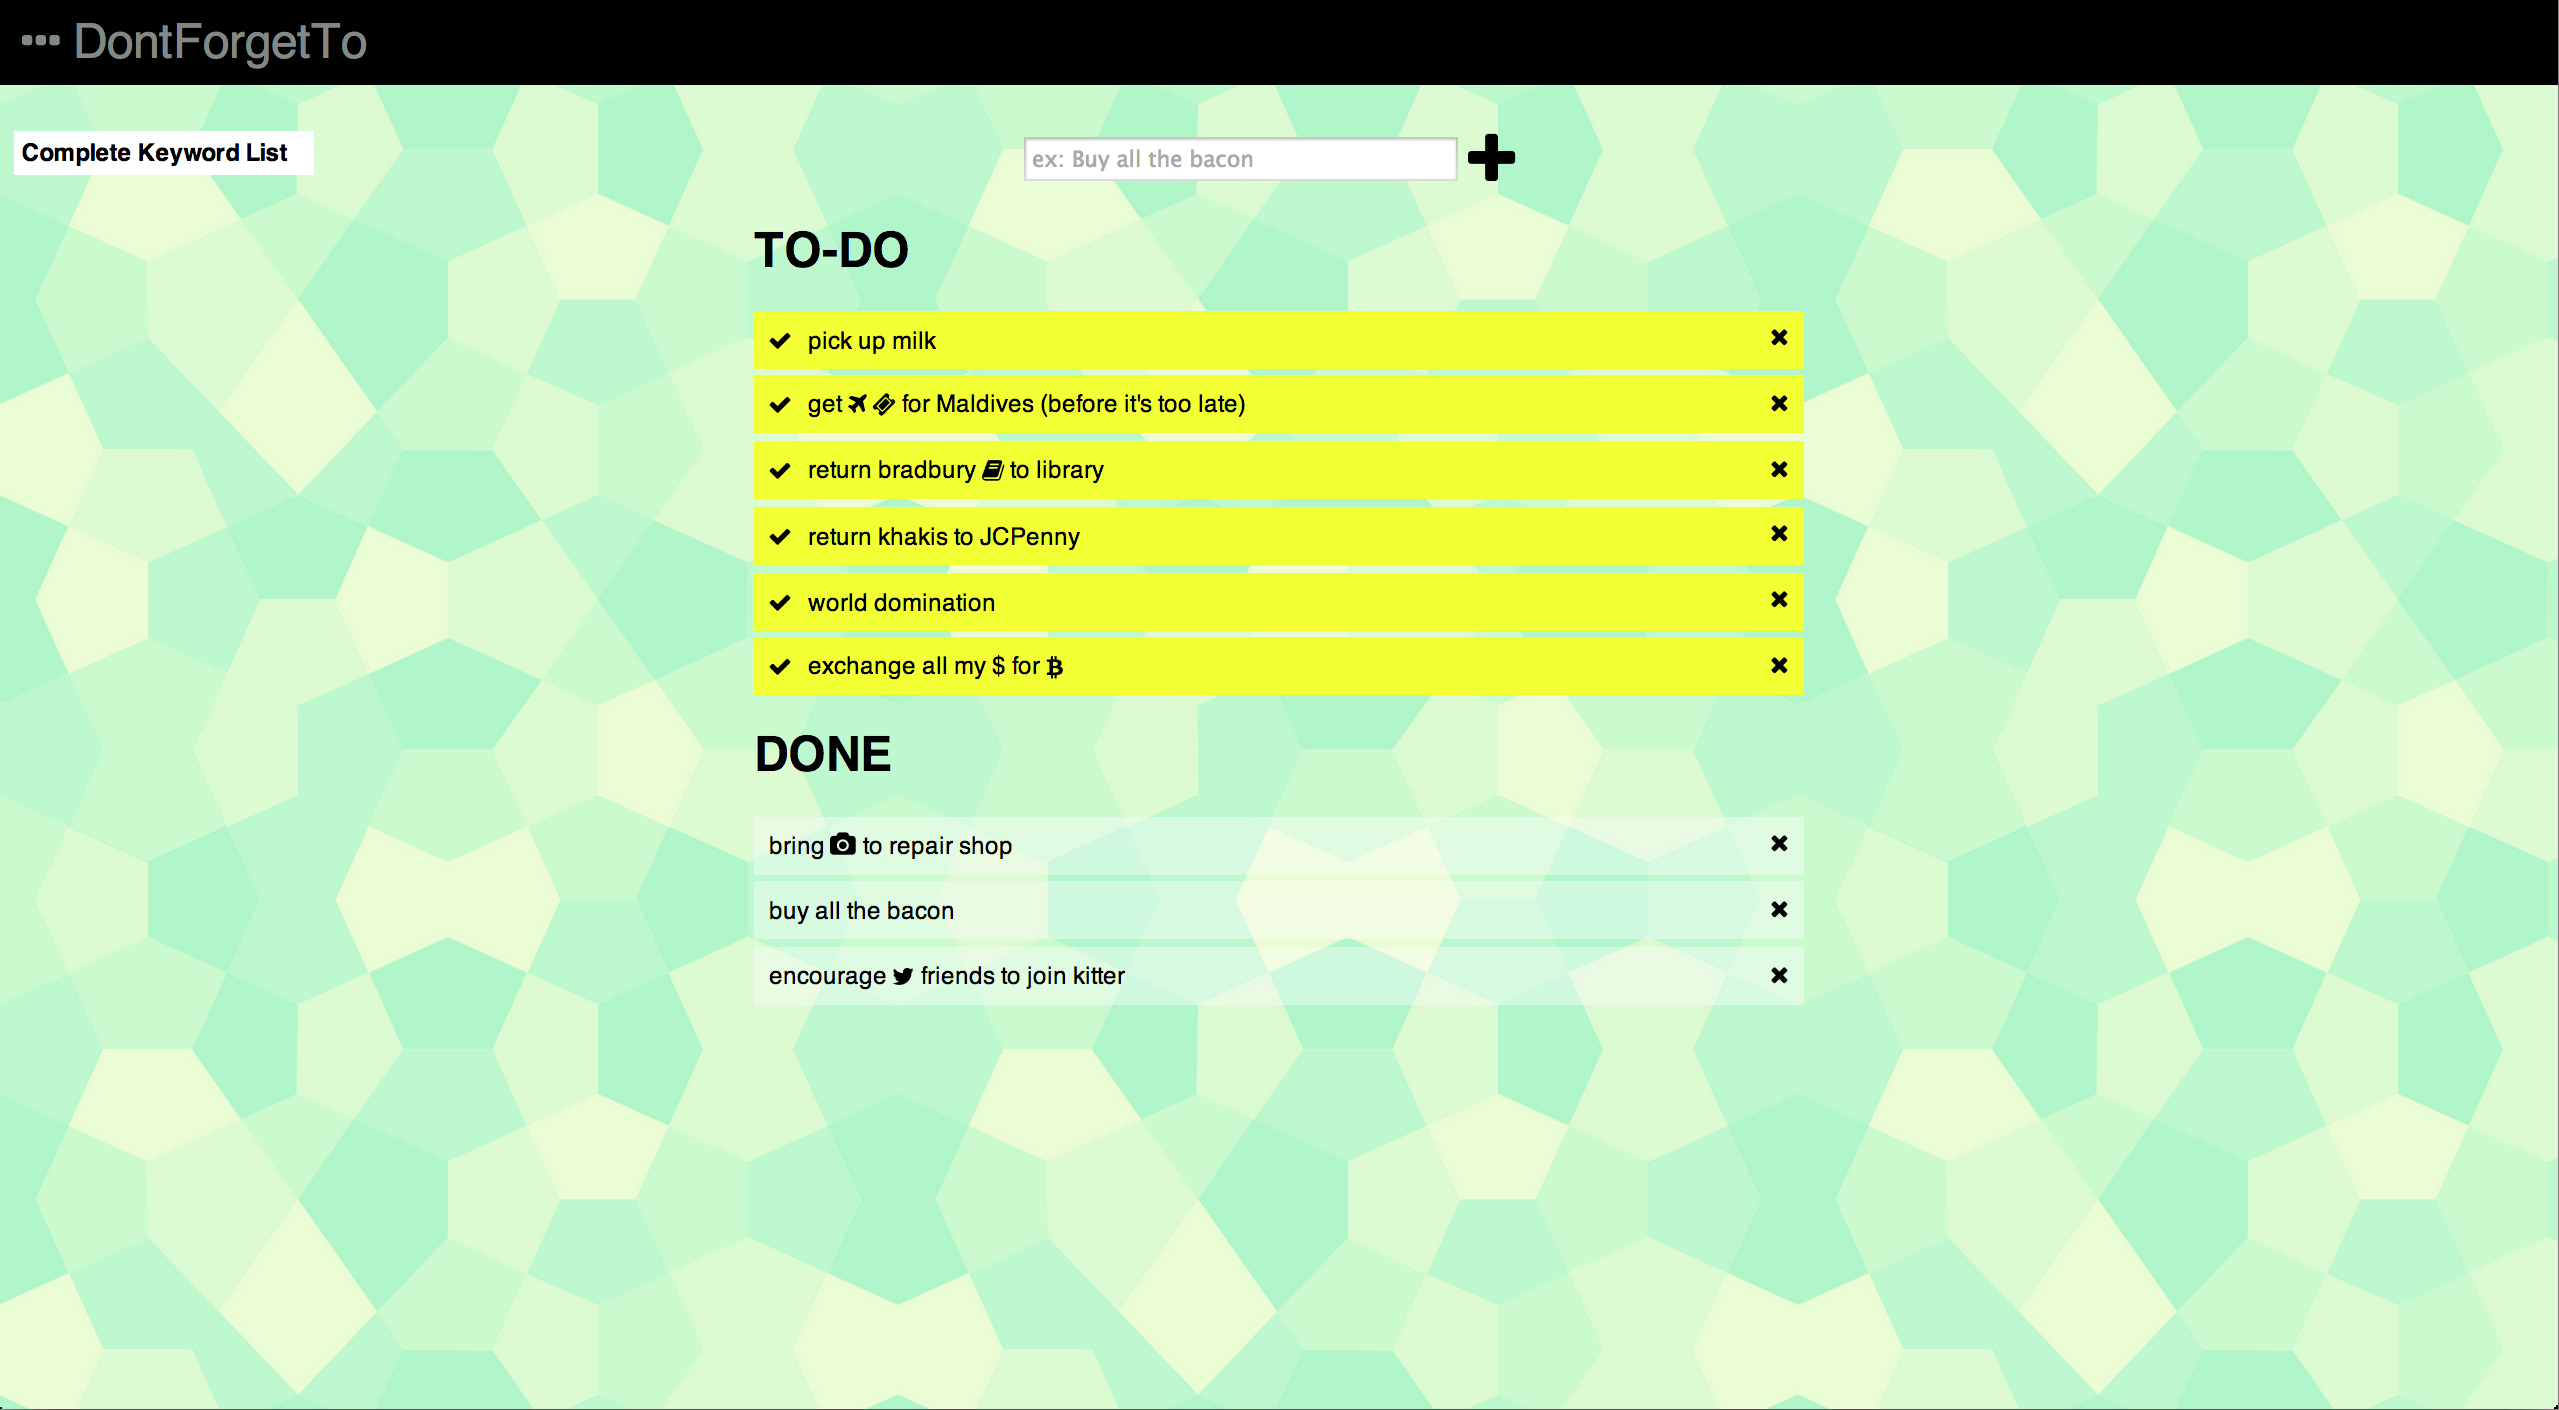 DontForgetTo
Complete Keyword List
ex: Buy all the bacon
TO-DO
pick up milk
get for Maldives (before it's too late)
return bradbury to library
return khakis to JCPenny
world domination
exchange all my $ for ₿
DONE
bring to repair shop
buy all the bacon
encourage friends to join kitter